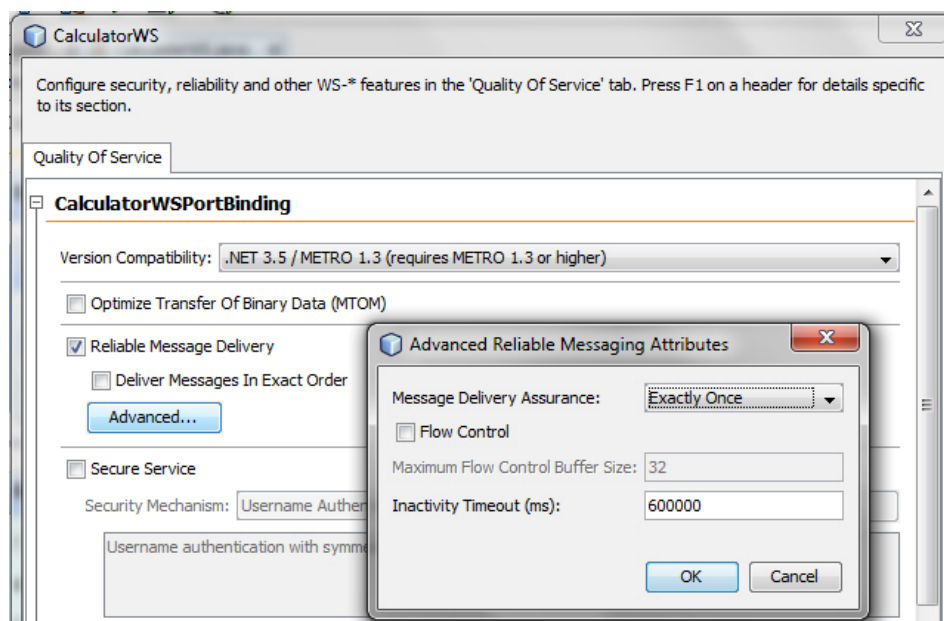 CalculatorWS
Configure security, reliability and other WS-* features in the 'Quality Of Service' tab. Press F1 on a header for details specific
to its section.
Quality Of Service
CalculatorWSPortBinding
Version Compatibility: .NET 3.5 / METRO 1.3 (requires METRO 1.3 or higher)
Optimize Transfer Of Binary Data (MTOM)
Reliable Message Delivery
Deliver Messages In Exact Order
Advanced...
Secure Service
Security Mechanism: Username Authen
Username authentication with symme
Advanced Reliable Messaging Attributes
Message Delivery Assurance: Exactly Once
Flow Control
Maximum Flow Control Buffer Size: 32
Inactivity Timeout (ms): 600000
OK Cancel